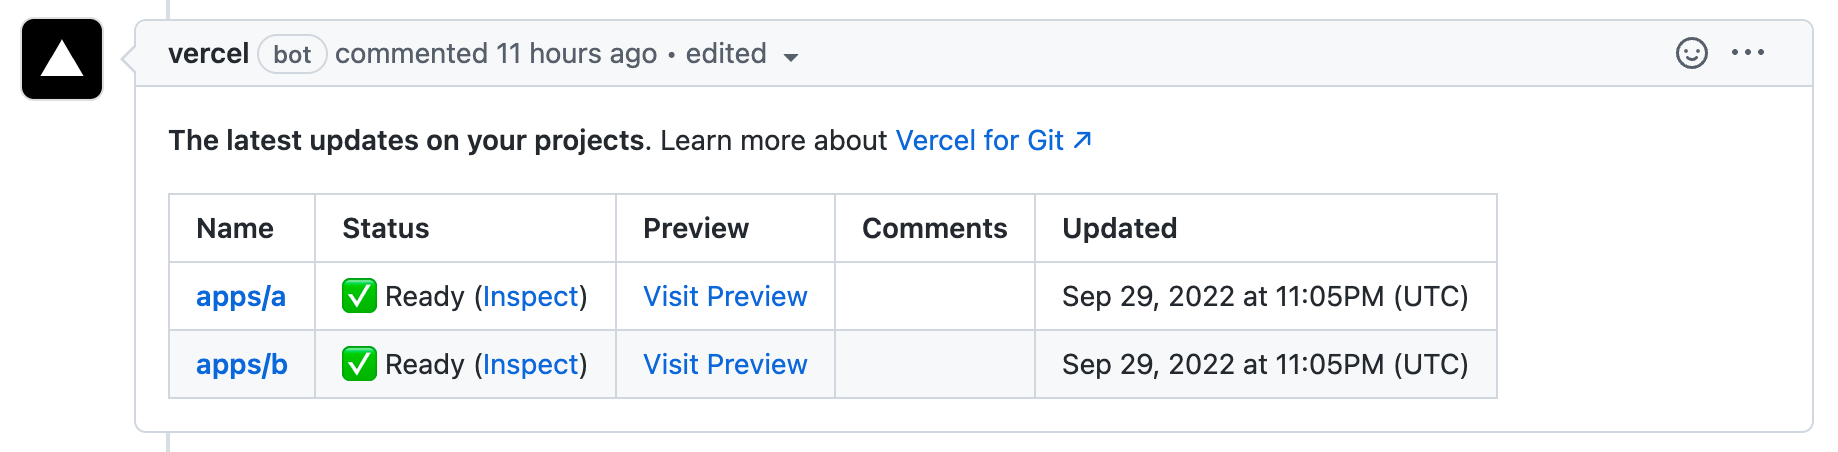 vercel bot commented 11 hours ago • edited
The latest updates on your projects. Learn more about Vercel for Git ↗
Name Status Preview Comments Updated
apps/a ✅ Ready (Inspect) Visit Preview Sep 29, 2022 at 11:05PM (UTC)
apps/b ✅ Ready (Inspect) Visit Preview Sep 29, 2022 at 11:05PM (UTC)